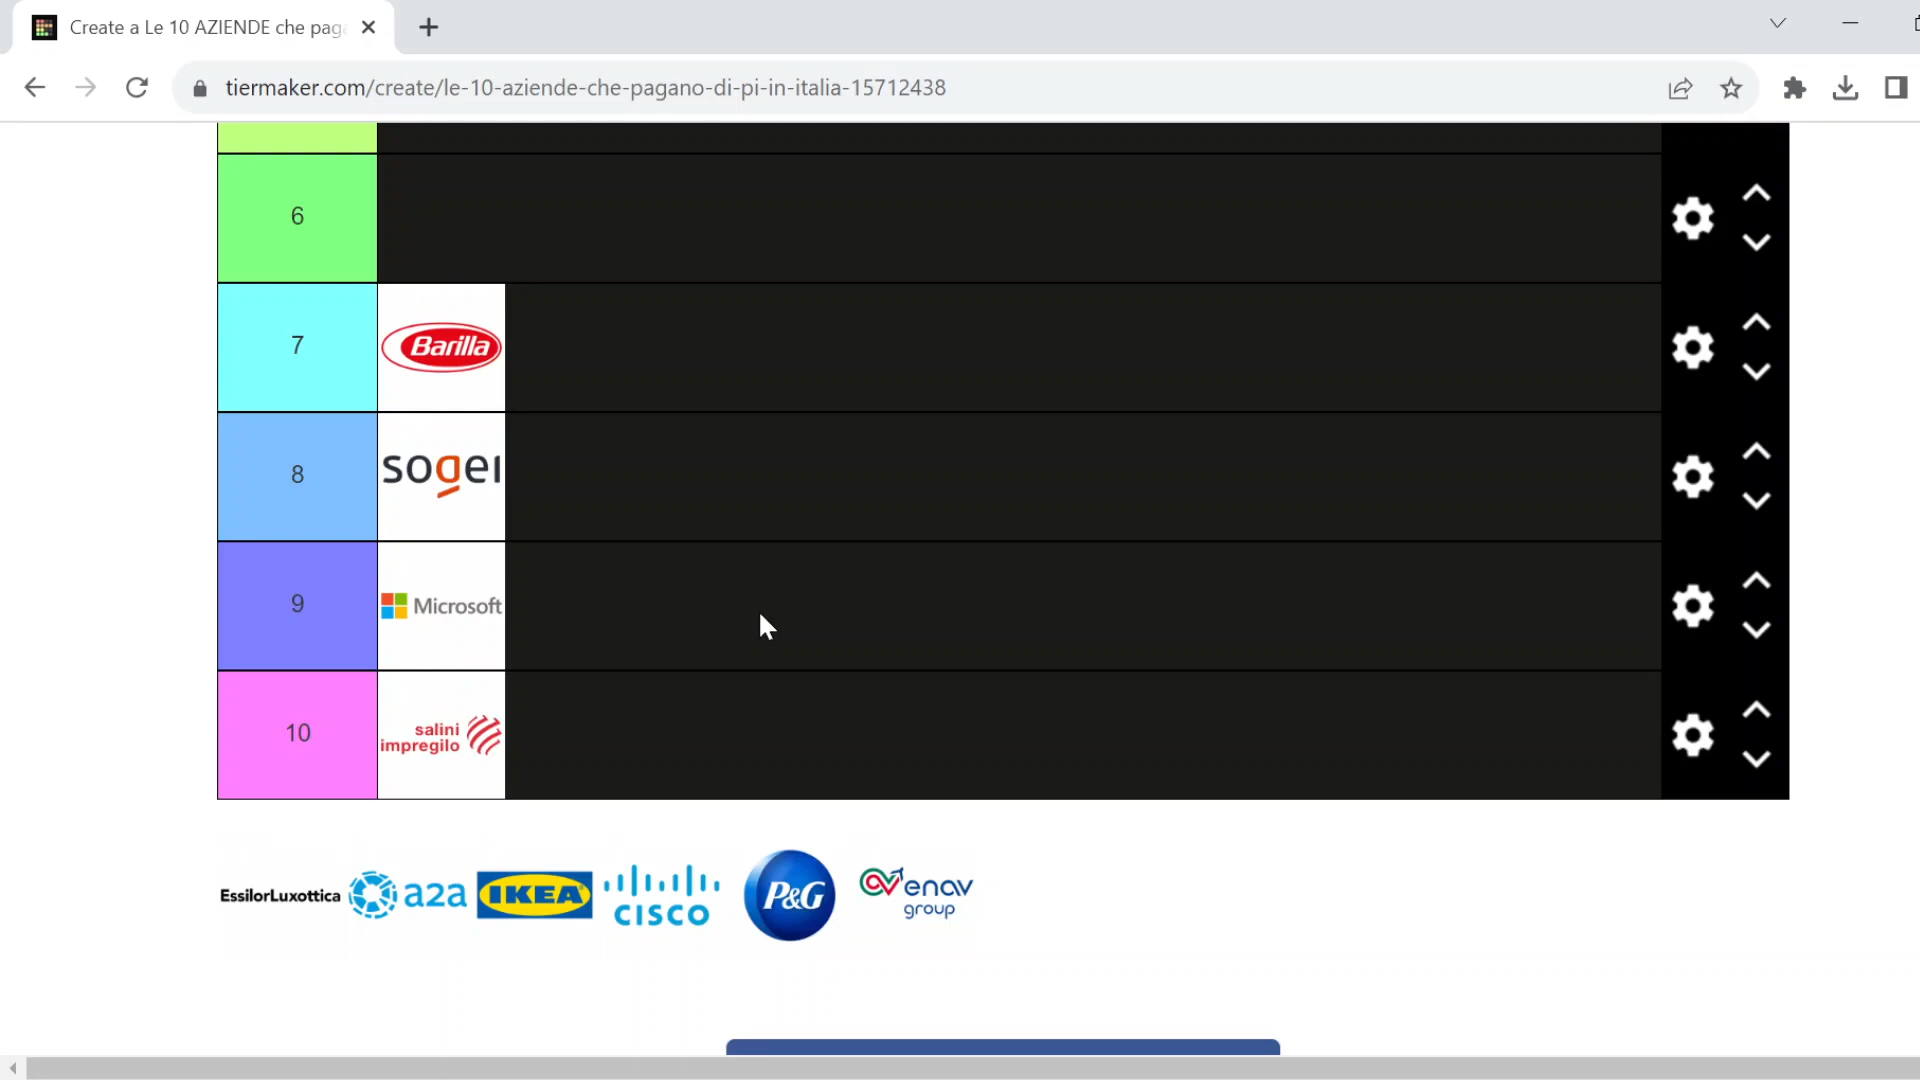 Create a Le 10 AZIENDE che paga
tiermaker.com/create/le-10-aziende-che-pagano-di-pi-in-italia-15712438
6
7
Barilla
8
sogei
9
Microsoft
10
salini
impregilo
EssilorLuxottica
a2a
IKEA
CISCO
P&G
enav
group